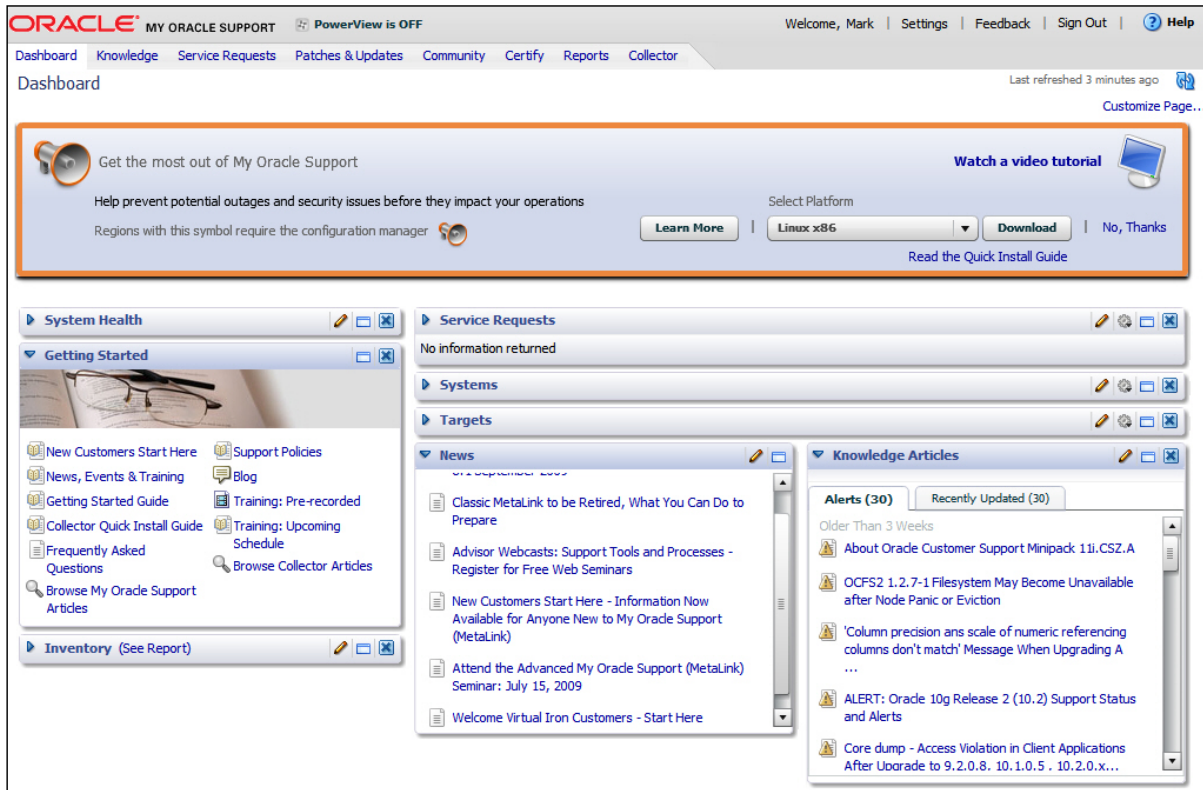 ORACLE® MY ORACLE SUPPORT
PowerView is OFF
Welcome, Mark | Settings | Feedback | Sign Out | ? Help
Dashboard Knowledge Service Requests Patches & Updates Community Certify Reports Collector
Dashboard
Last refreshed 3 minutes ago
Customize Page...
Get the most out of My Oracle Support
Watch a video tutorial
Help prevent potential outages and security issues before they impact your operations
Regions with this symbol require the configuration manager
Select Platform
Learn More | Linux x86 Download | No, Thanks
Read the Quick Install Guide
System Health
Getting Started
New Customers Start Here
News, Events & Training
Getting Started Guide
Collector Quick Install Guide
Frequently Asked
Questions
Browse My Oracle Support
Articles
Support Policies
Blog
Training: Pre-recorded
Training: Upcoming
Schedule
Browse Collector Articles
Inventory (See Report)
Service Requests
No information returned
Systems
Targets
News
September 2009
Classic MetaLink to be Retired, What You Can Do to
Prepare
Advisor Webcasts: Support Tools and Processes -
Register for Free Web Seminars
New Customers Start Here - Information Now
Available for Anyone New to My Oracle Support
(MetaLink)
Attend the Advanced My Oracle Support (MetaLink)
Seminar: July 15, 2009
Welcome Virtual Iron Customers - Start Here
Knowledge Articles
Alerts (30) Recently Updated (30)
Older Than 3 Weeks
About Oracle Customer Support Minipack 11i.CSZ.A
OCFS2 1.2.7-1 Filesystem May Become Unavailable
after Node Panic or Eviction
'Column precision ans scale of numeric referencing
columns don't match' Message When Upgrading A
...
ALERT: Oracle 10g Release 2 (10.2) Support Status
and Alerts
Core dump - Access Violation in Client Applications
After Upgrade to 9.2.0.8, 10.1.0.5 , 10.2.0.x...